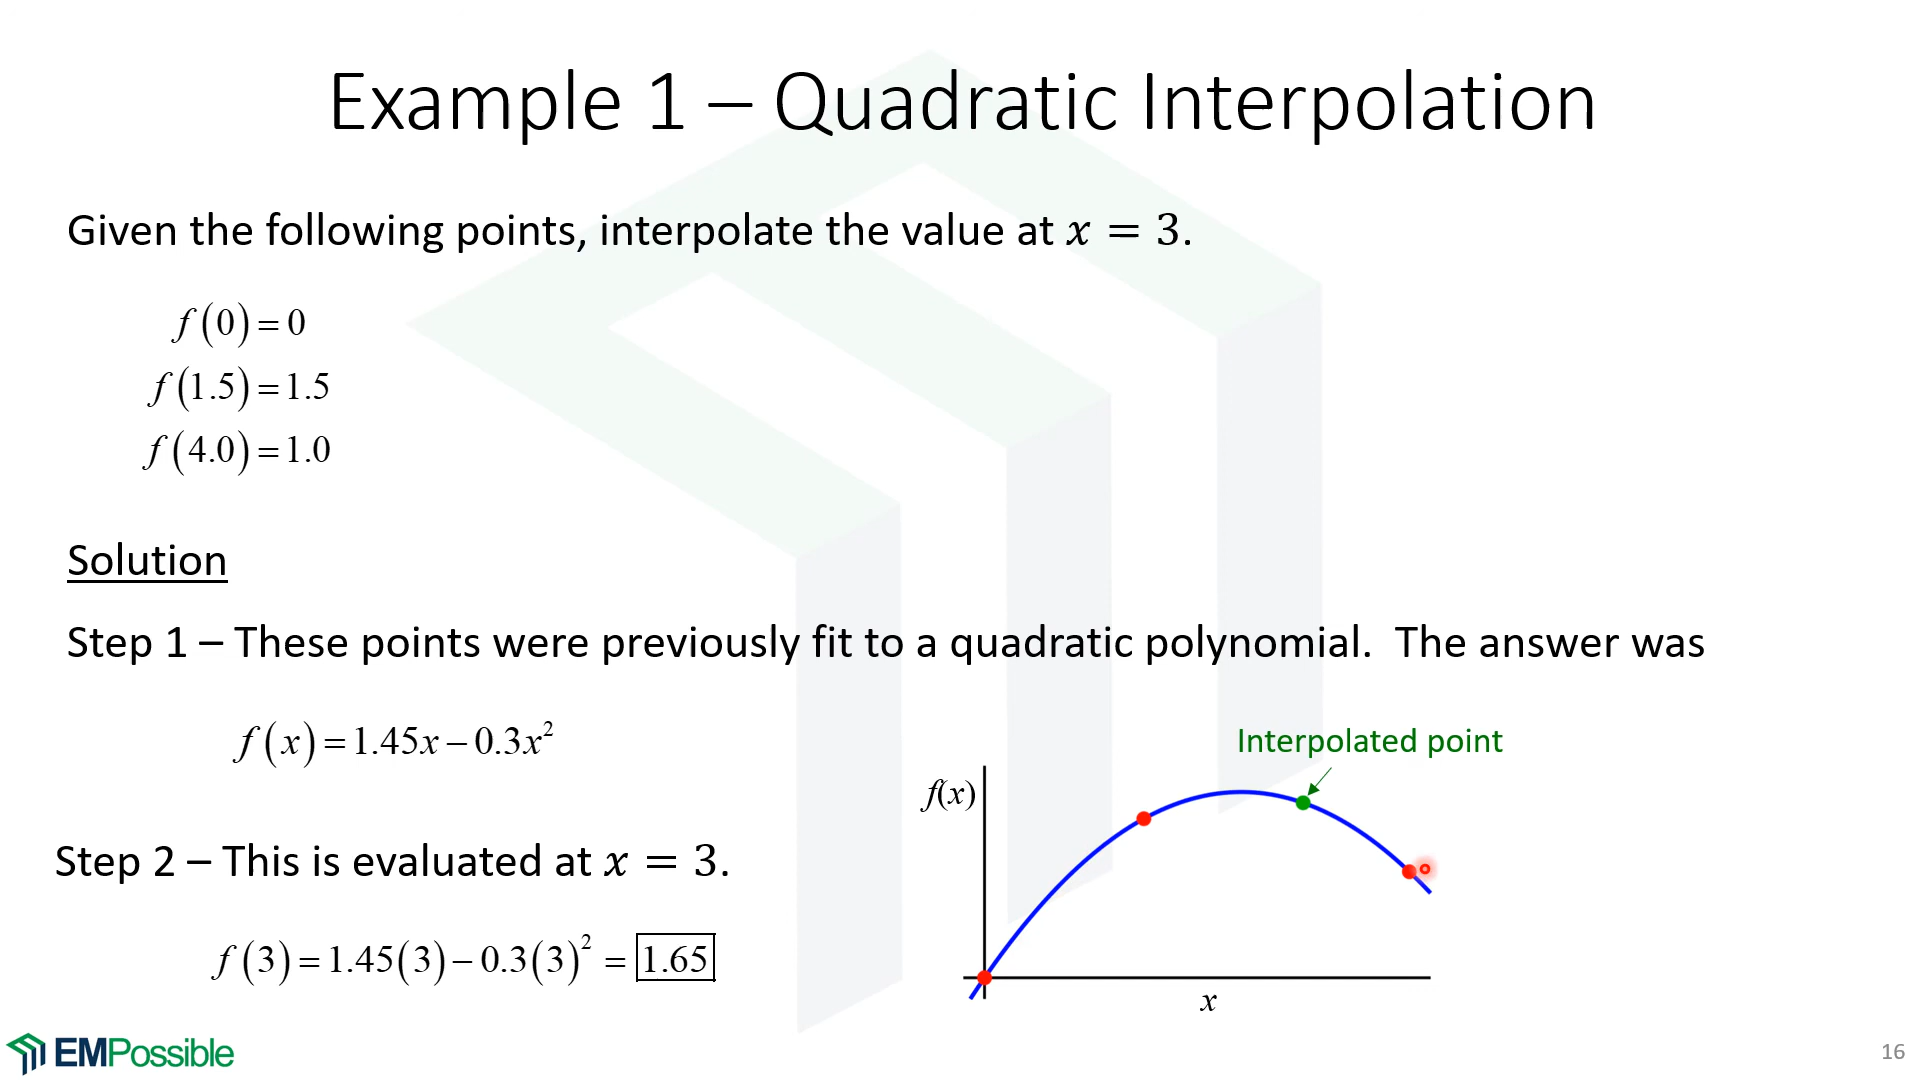 Example 1 – Quadratic Interpolation
Given the following points, interpolate the value at x = 3.
f(0) = 0
f(1.5) = 1.5
f(4.0) = 1.0
Solution
Step 1 – These points were previously fit to a quadratic polynomial. The answer was
f(x) = 1.45x − 0.3x²
Interpolated point
f(x)
Step 2 – This is evaluated at x = 3.
f(3) = 1.45(3) − 0.3(3)² = 1.65
x
EMPossible
16